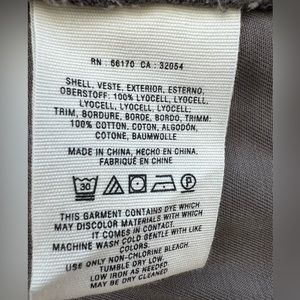 RN : 66170 CA : 32054
SHELL, VESTE, EXTERIOR, ESTERNO,
OBERSTOFF: 100% LYOCELL, LYOCELL,
LYOCELL, LYOCELL, LYOCELL;
TRIM, BORDURE, BORDE, BORDO, TRIMM:
100% COTTON, COTON, ALGODÓN,
COTONE, BAUMWOLLE
MADE IN CHINA, HECHO EN CHINA,
FABRIQUÉ EN CHINE
30
THIS GARMENT CONTAINS DYE WHICH
MAY DISCOLOR MATERIALS WITH WHICH
IT COMES IN CONTACT.
MACHINE WASH COLD GENTLE WITH LIKE
COLORS.
USE ONLY NON-CHLORINE BLEACH.
TUMBLE DRY LOW.
LOW IRON AS NEEDED
MAY BE DRY CLEANED